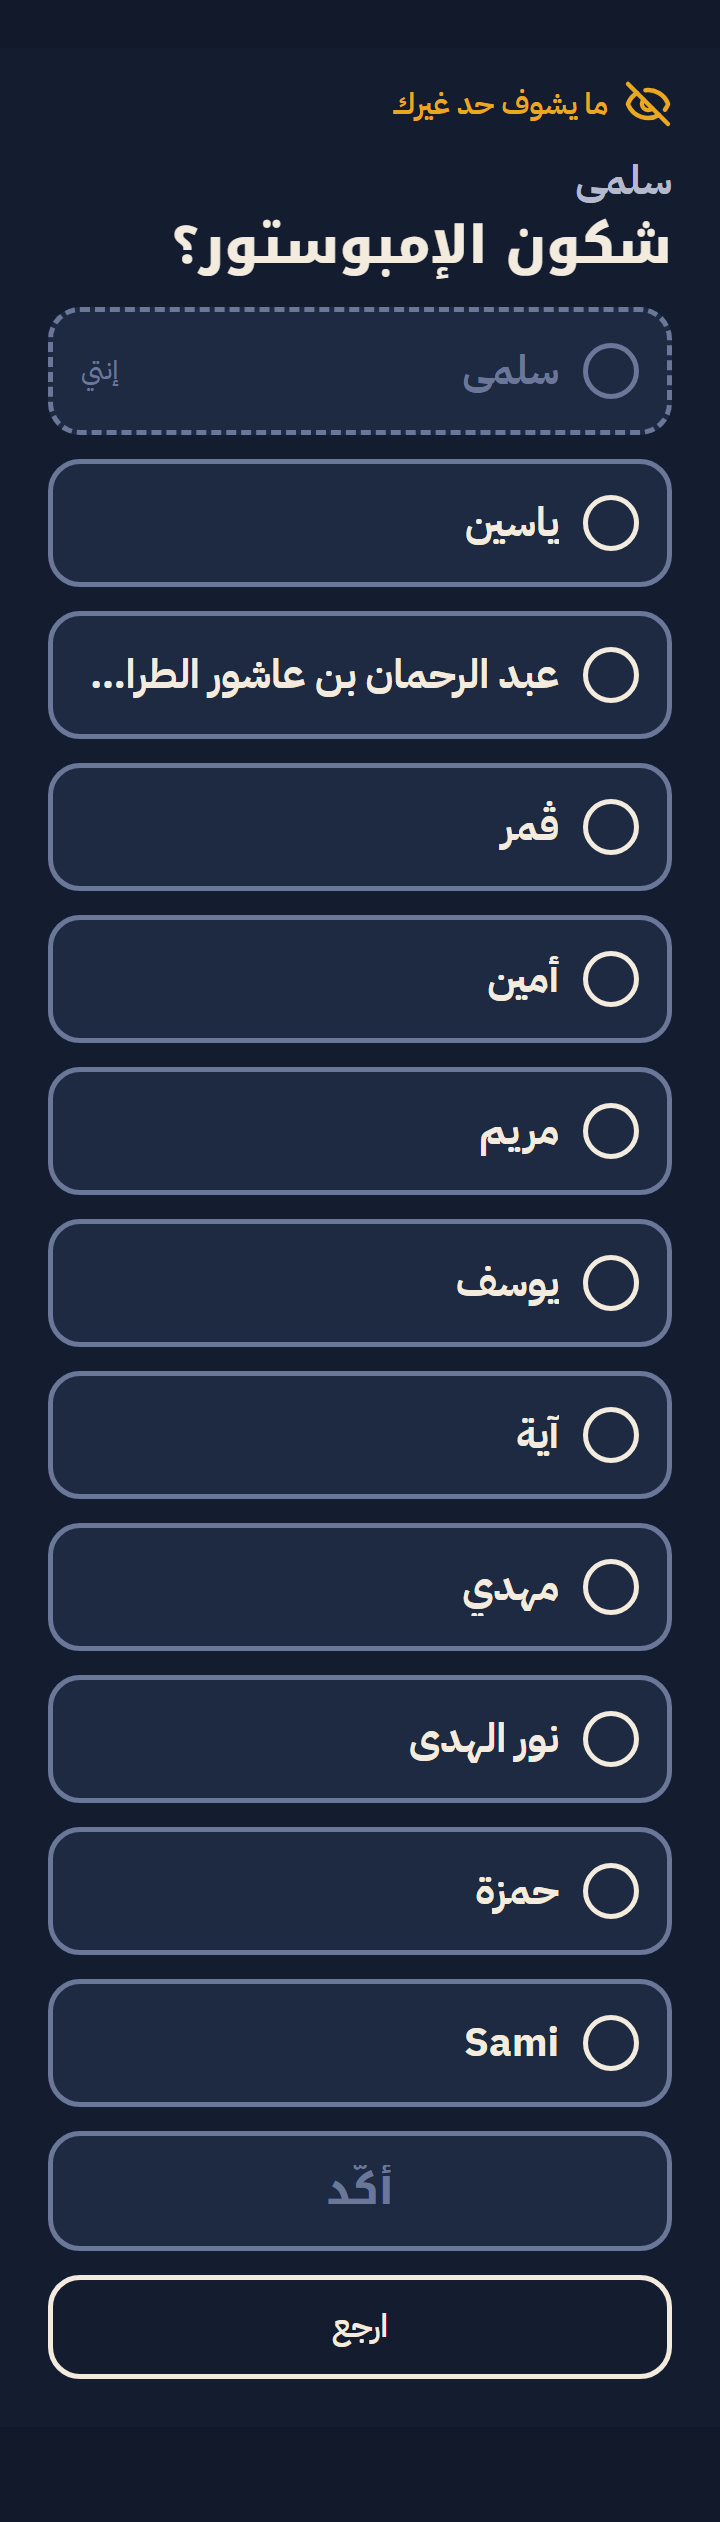 ما يشوف حد غيرك
سلمى
شكون الإمبوستور؟
سلمى
إنتي
ياسين
عبد الرحمان بن عاشور الطرا...
ڤمر
أمين
مريم
يوسف
آية
مهدي
نور الهدى
حمزة
Sami
أكّد
ارجع